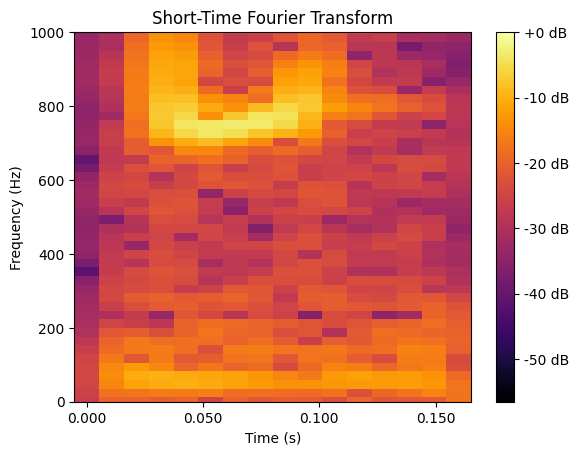 Short-Time Fourier Transform
1000
800
600
400
200
0
Frequency (Hz)
0.000
0.050
0.100
0.150
Time (s)
+0 dB
-10 dB
-20 dB
-30 dB
-40 dB
-50 dB